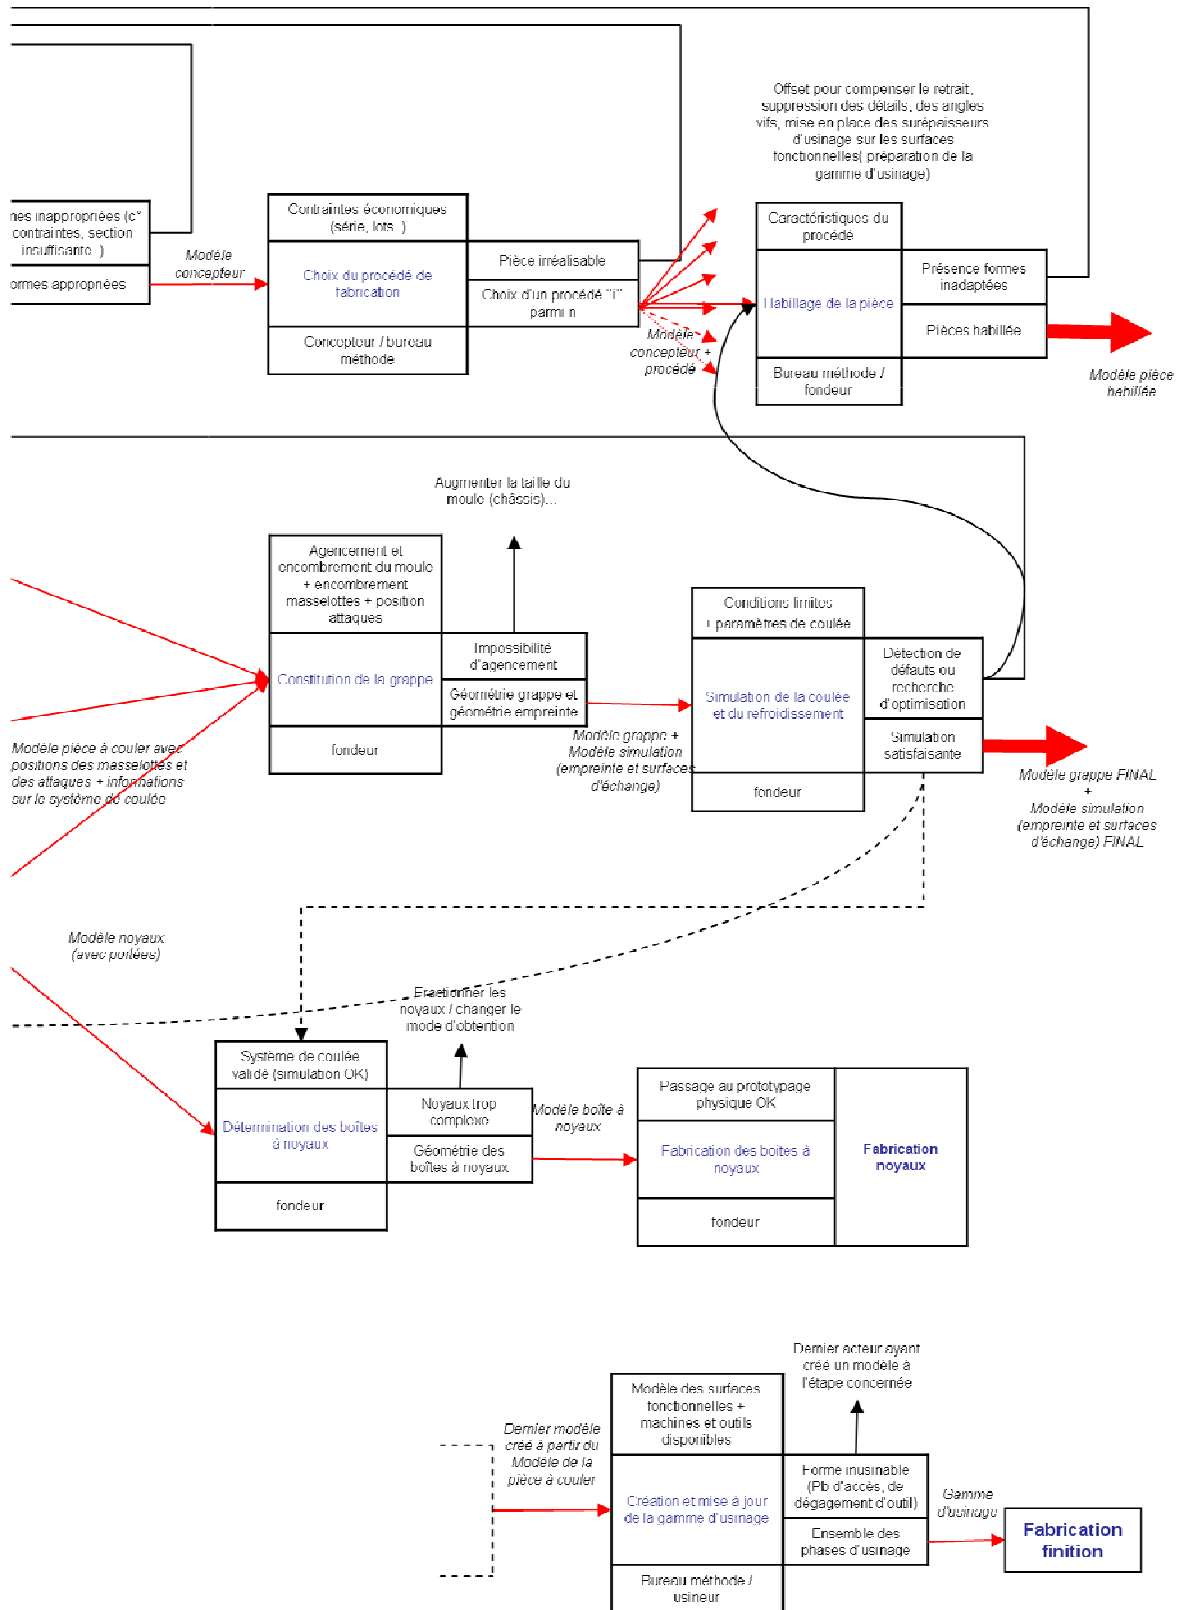 Offset pour compenser le retrait,
suppression des détails, des angles
vifs, mise en place des surépaisseurs
d'usinage sur les surfaces
fonctionnelles( préparation de la
gamme d'usinage)
mes inappropriées (c°
contraintes, section
insuffisante..)
ormes appropriées
Modèle
concepteur
Contraintes économiques
(série, lots..)
Choix du procédé de
fabrication
Pièce irréalisable
Choix d'un procédé "i"
parmi n
Concepteur / bureau
méthode
Modèle
concepteur +
procédé
Caractéristiques du
procédé
Habillage de la pièce
Présence formes
inadaptées
Pièces habillée
Bureau méthode /
fondeur
Modèle pièce
habillée
Augmenter la taille du
moule (châssis)...
Agencement et
encombrement du moule
+ encombrement
masselottes + position
attaques
Constitution de la grappe
Impossibilité
d'agencement
Géométrie grappe et
géométrie empreinte
fondeur
Modèle pièce à couler avec
positions des masselottes et
des attaques + informations
sur le système de coulée
Modèle grappe +
Modèle simulation
(empreinte et surfaces
d'échange)
Conditions limites
+ paramètres de coulée
Simulation de la coulée
et du refroidissement
Détection de
défauts ou
recherche
d'optimisation
Simulation
satisfaisante
fondeur
Modèle grappe FINAL
+
Modèle simulation
(empreinte et surfaces
d'échange) FINAL
Modèle noyaux
(avec portées)
Fractionner les
noyaux / changer le
mode d'obtention
Système de coulée
validé (simulation OK)
Détermination des boîtes
à noyaux
Noyaux trop
complexe
Géométrie des
boîtes à noyaux
fondeur
Modèle boîte à
noyaux
Passage au prototypage
physique OK
Fabrication des boites à
noyaux
fondeur
Fabrication
noyaux
Dernier acteur ayant
créé un modèle à
l'étape concernée
Dernier modèle
créé à partir du
Modèle de la
pièce à couler
Modèle des surfaces
fonctionnelles +
machines et outils
disponibles
Création et mise à jour
de la gamme d'usinage
Forme inusinable
(Pb d'accès, de
dégagement d'outil)
Ensemble des
phases d'usinage
Bureau méthode /
usineur
Gamme
d'usinage
Fabrication
finition